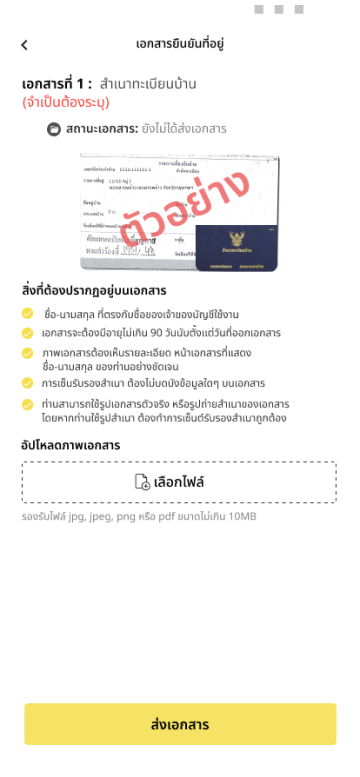 เอกสารยืนยันที่อยู่
เอกสารที่ 1 : สำเนาทะเบียนบ้าน
(จำเป็นต้องระบุ)
สถานะเอกสาร: ยังไม่ได้ส่งเอกสาร
ตัวอย่าง
สิ่งที่ต้องปรากฏอยู่บนเอกสาร
ชื่อ-นามสกุล ที่ตรงกับชื่อของเจ้าของบัญชีใช้งาน
เอกสารจะต้องมีอายุไม่เกิน 90 วันนับตั้งแต่วันที่ออกเอกสาร
ภาพเอกสารต้องเห็นรายละเอียด หน้าเอกสารที่แสดง
ชื่อ-นามสกุล ของท่านอย่างชัดเจน
การเซ็นรับรองสำเนา ต้องไม่บดบังข้อมูลใดๆ บนเอกสาร
ท่านสามารถใช้รูปเอกสารตัวจริง หรือรูปถ่ายสำเนาของเอกสาร
โดยหากท่านใช้รูปสำเนา ต้องทำการเซ็นต์รับรองสำเนาถูกต้อง
อัปโหลดภาพเอกสาร
เลือกไฟล์
รองรับไฟล์ jpg, jpeg, png หรือ pdf ขนาดไม่เกิน 10MB
ส่งเอกสาร